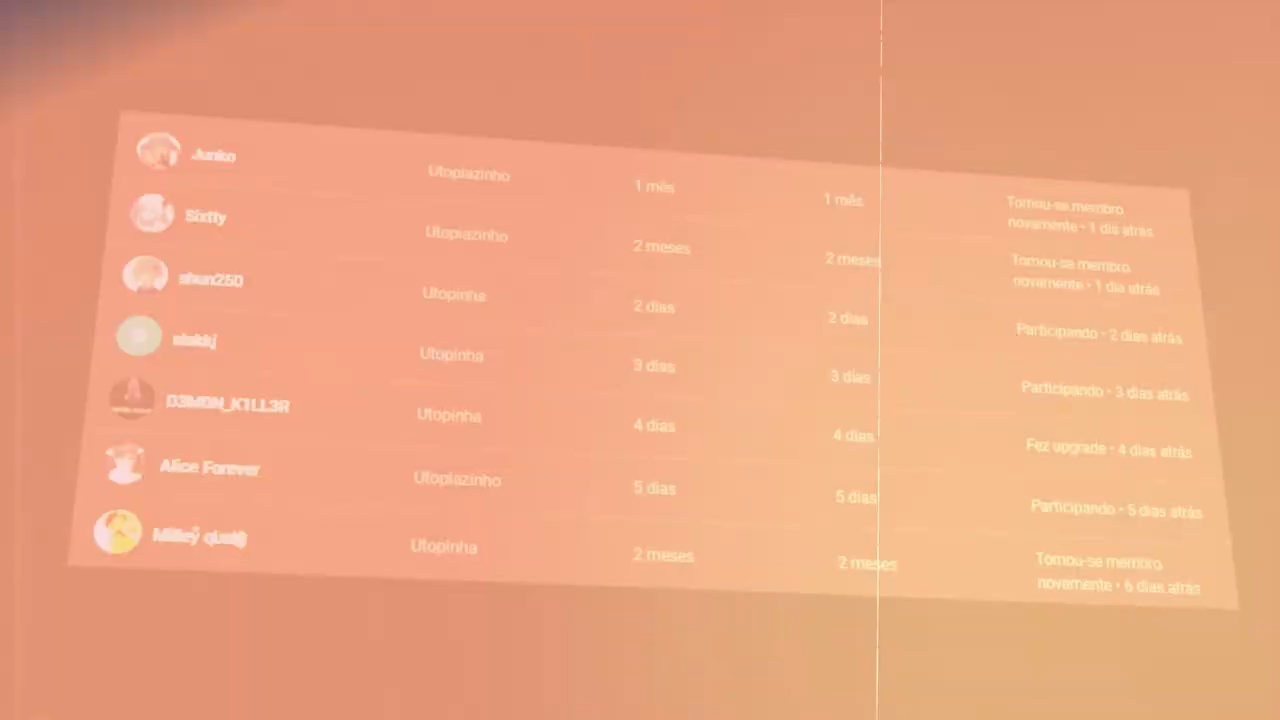 Junko
Utopiazinho
1 mês
1 mês
Tornou-se membro
novamente • 1 dia atrás
Sixtty
Utopiazinho
2 meses
2 meses
Tornou-se membro
novamente • 1 dia atrás
Utopinha
2 dias
2 dias
Participando • 2 dias atrás
Utopinha
3 dias
3 dias
Participando • 3 dias atrás
D3M0N_K1LL3R
Utopinha
4 dias
4 dias
Fez upgrade • 4 dias atrás
Alice Forever
Utopiazinho
5 dias
5 dias
Participando • 5 dias atrás
Utopinha
2 meses
2 meses
Tornou-se membro
novamente • 6 dias atrás